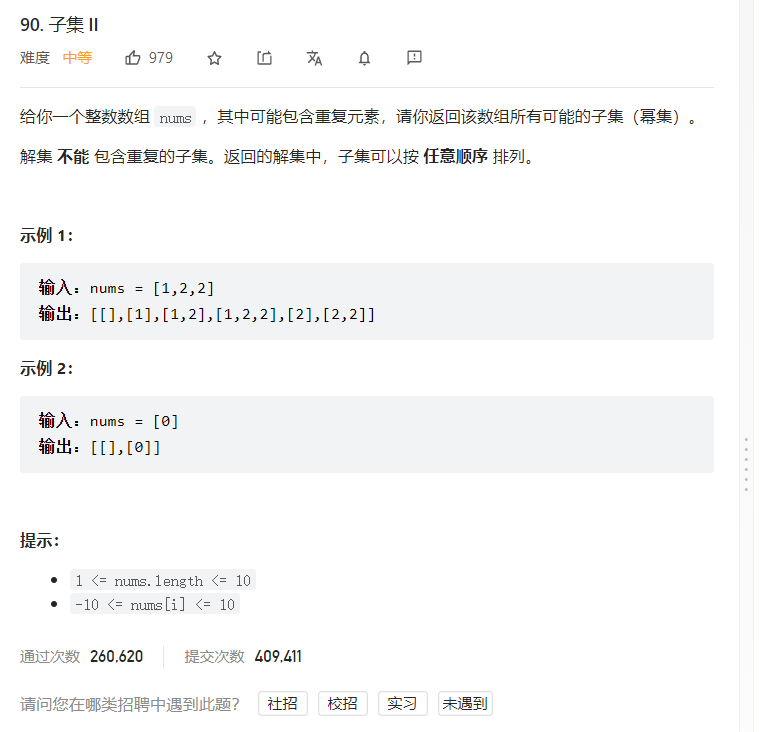 90. 子集 II
难度 中等 979
给你一个整数数组 nums ，其中可能包含重复元素，请你返回该数组所有可能的子集（幂集）。
解集 不能 包含重复的子集。返回的解集中，子集可以按 任意顺序 排列。
示例 1：
输入：nums = [1,2,2]
输出：[[],[1],[1,2],[1,2,2],[2],[2,2]]
示例 2：
输入：nums = [0]
输出：[[],[0]]
提示：
1 <= nums.length <= 10
-10 <= nums[i] <= 10
通过次数 260,620 提交次数 409,411
请问您在哪类招聘中遇到此题？ 社招 校招 实习 未遇到